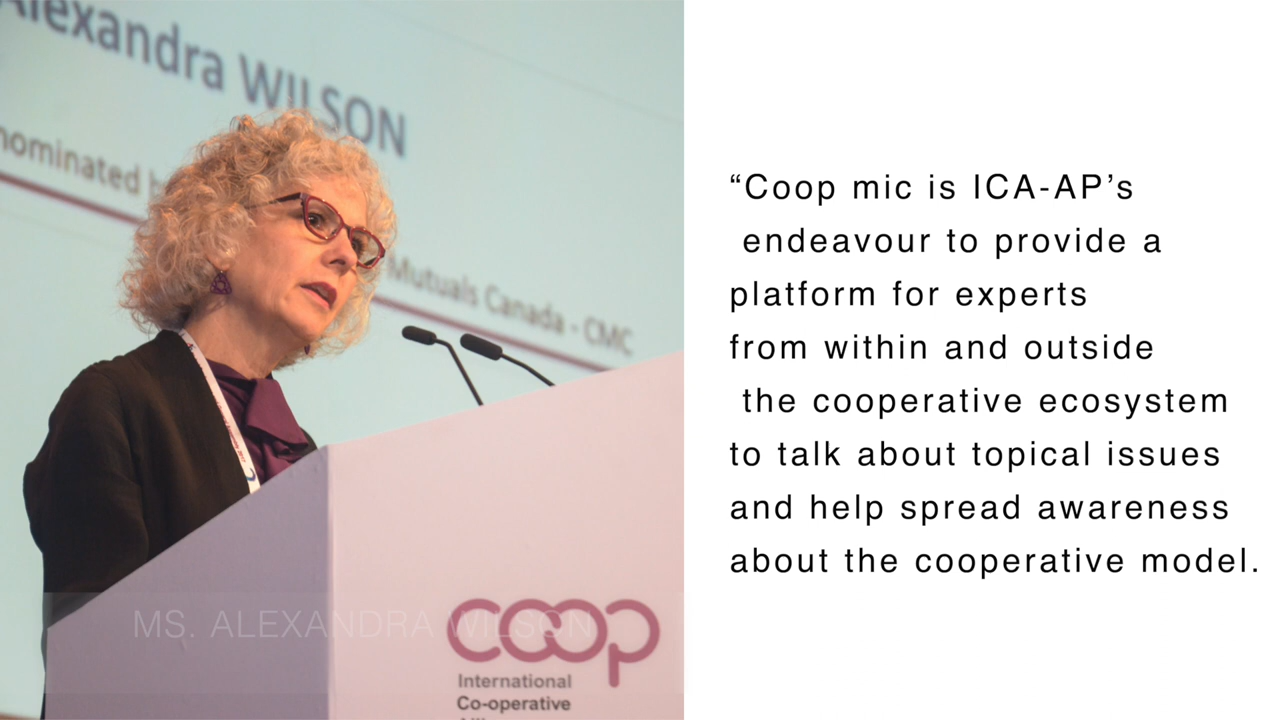 Alexandra WILSON
nominated
Mutuals Canada - CMC
MS. ALEXANDRA WILSON
coop
International
Co-operative
“Coop mic is ICA-AP’s
endeavour to provide a
platform for experts
from within and outside
the cooperative ecosystem
to talk about topical issues
and help spread awareness
about the cooperative model.